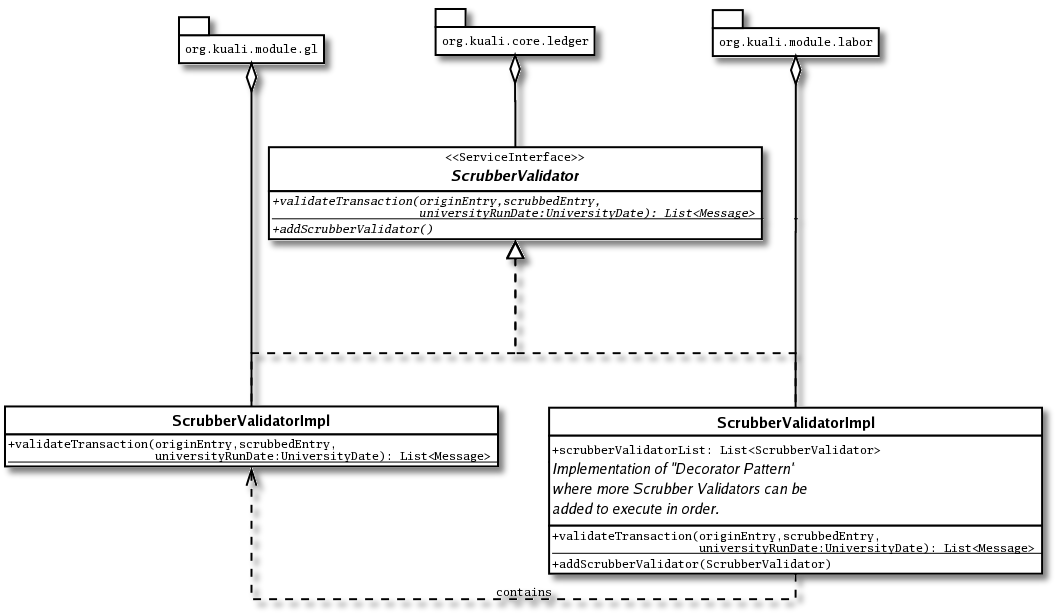 org.kuali.module.gl
org.kuali.core.ledger
org.kuali.module.labor
<<ServiceInterface>>
ScrubberValidator
+validateTransaction(originEntry,scrubbedEntry,
universityRunDate:UniversityDate): List<Message>
+addScrubberValidator()
ScrubberValidatorImpl
+validateTransaction(originEntry,scrubbedEntry,
universityRunDate:UniversityDate): List<Message>
ScrubberValidatorImpl
+scrubberValidatorList: List<ScrubberValidator>
Implementation of "Decorator Pattern'
where more Scrubber Validators can be
added to execute in order.
+validateTransaction(originEntry,scrubbedEntry,
universityRunDate:UniversityDate): List<Message>
+addScrubberValidator(ScrubberValidator)
contains